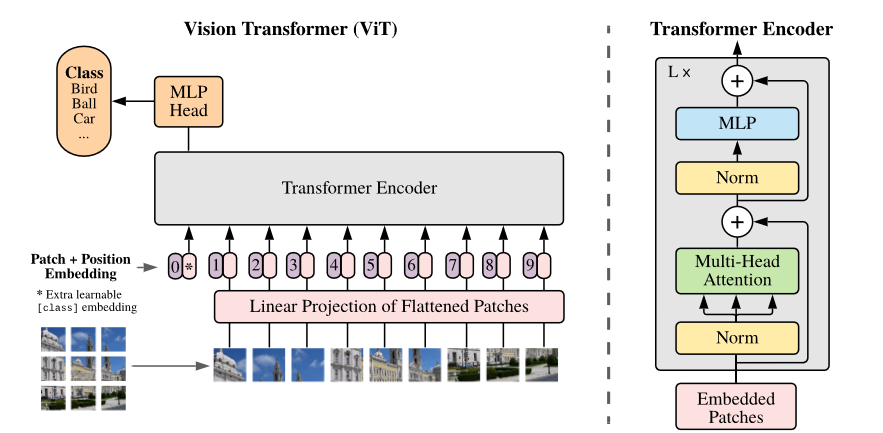 Vision Transformer (ViT)
Class
Bird
Ball
Car
...
MLP
Head
Transformer Encoder
Patch + Position
Embedding
0 * 1 2 3 4 5 6 7 8 9
* Extra learnable
[class] embedding
Linear Projection of Flattened Patches
Transformer Encoder
L ×
+
MLP
Norm
+
Multi-Head
Attention
Norm
Embedded
Patches